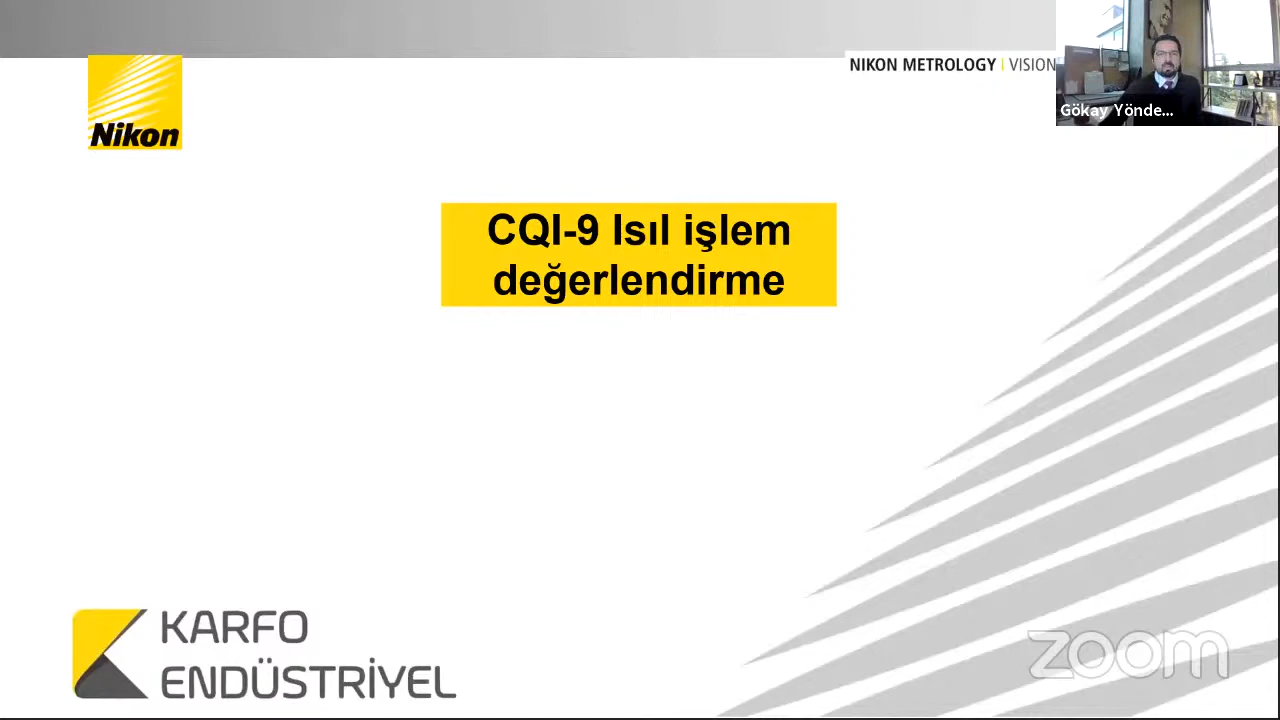 NIKON METROLOGY | VISION
Gökay Yönde...
Nikon
CQI-9 Isıl işlem
değerlendirme
KARFO
ENDÜSTRİYEL
zoom